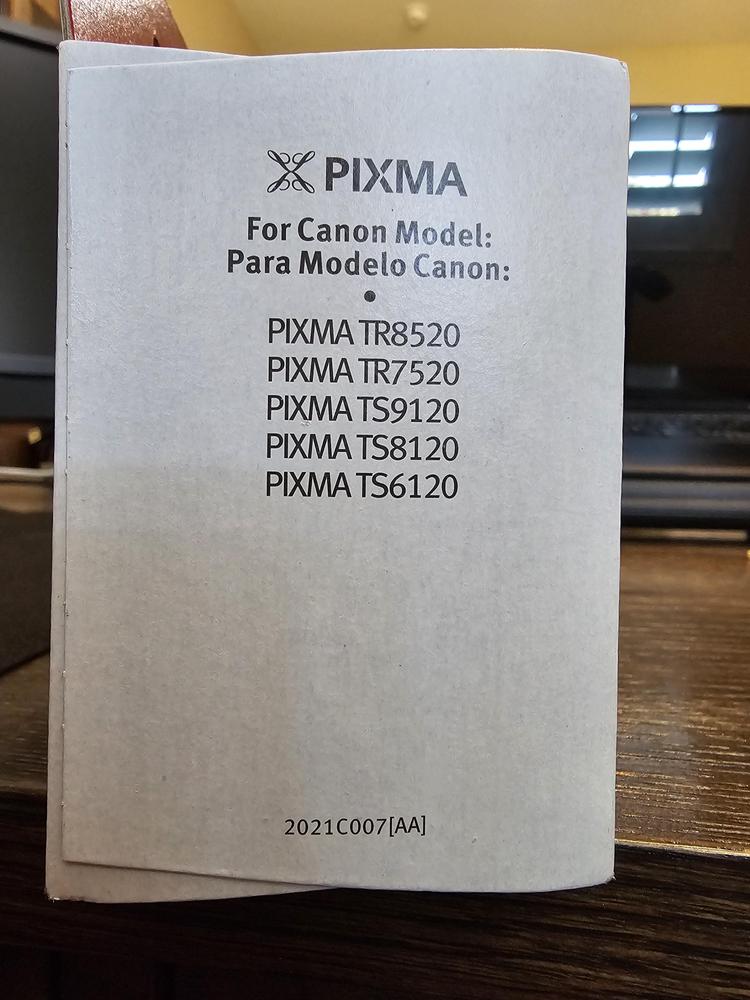 PIXMA
For Canon Model:
Para Modelo Canon:
•
PIXMA TR8520
PIXMA TR7520
PIXMA TS9120
PIXMA TS8120
PIXMA TS6120
2021C007[AA]